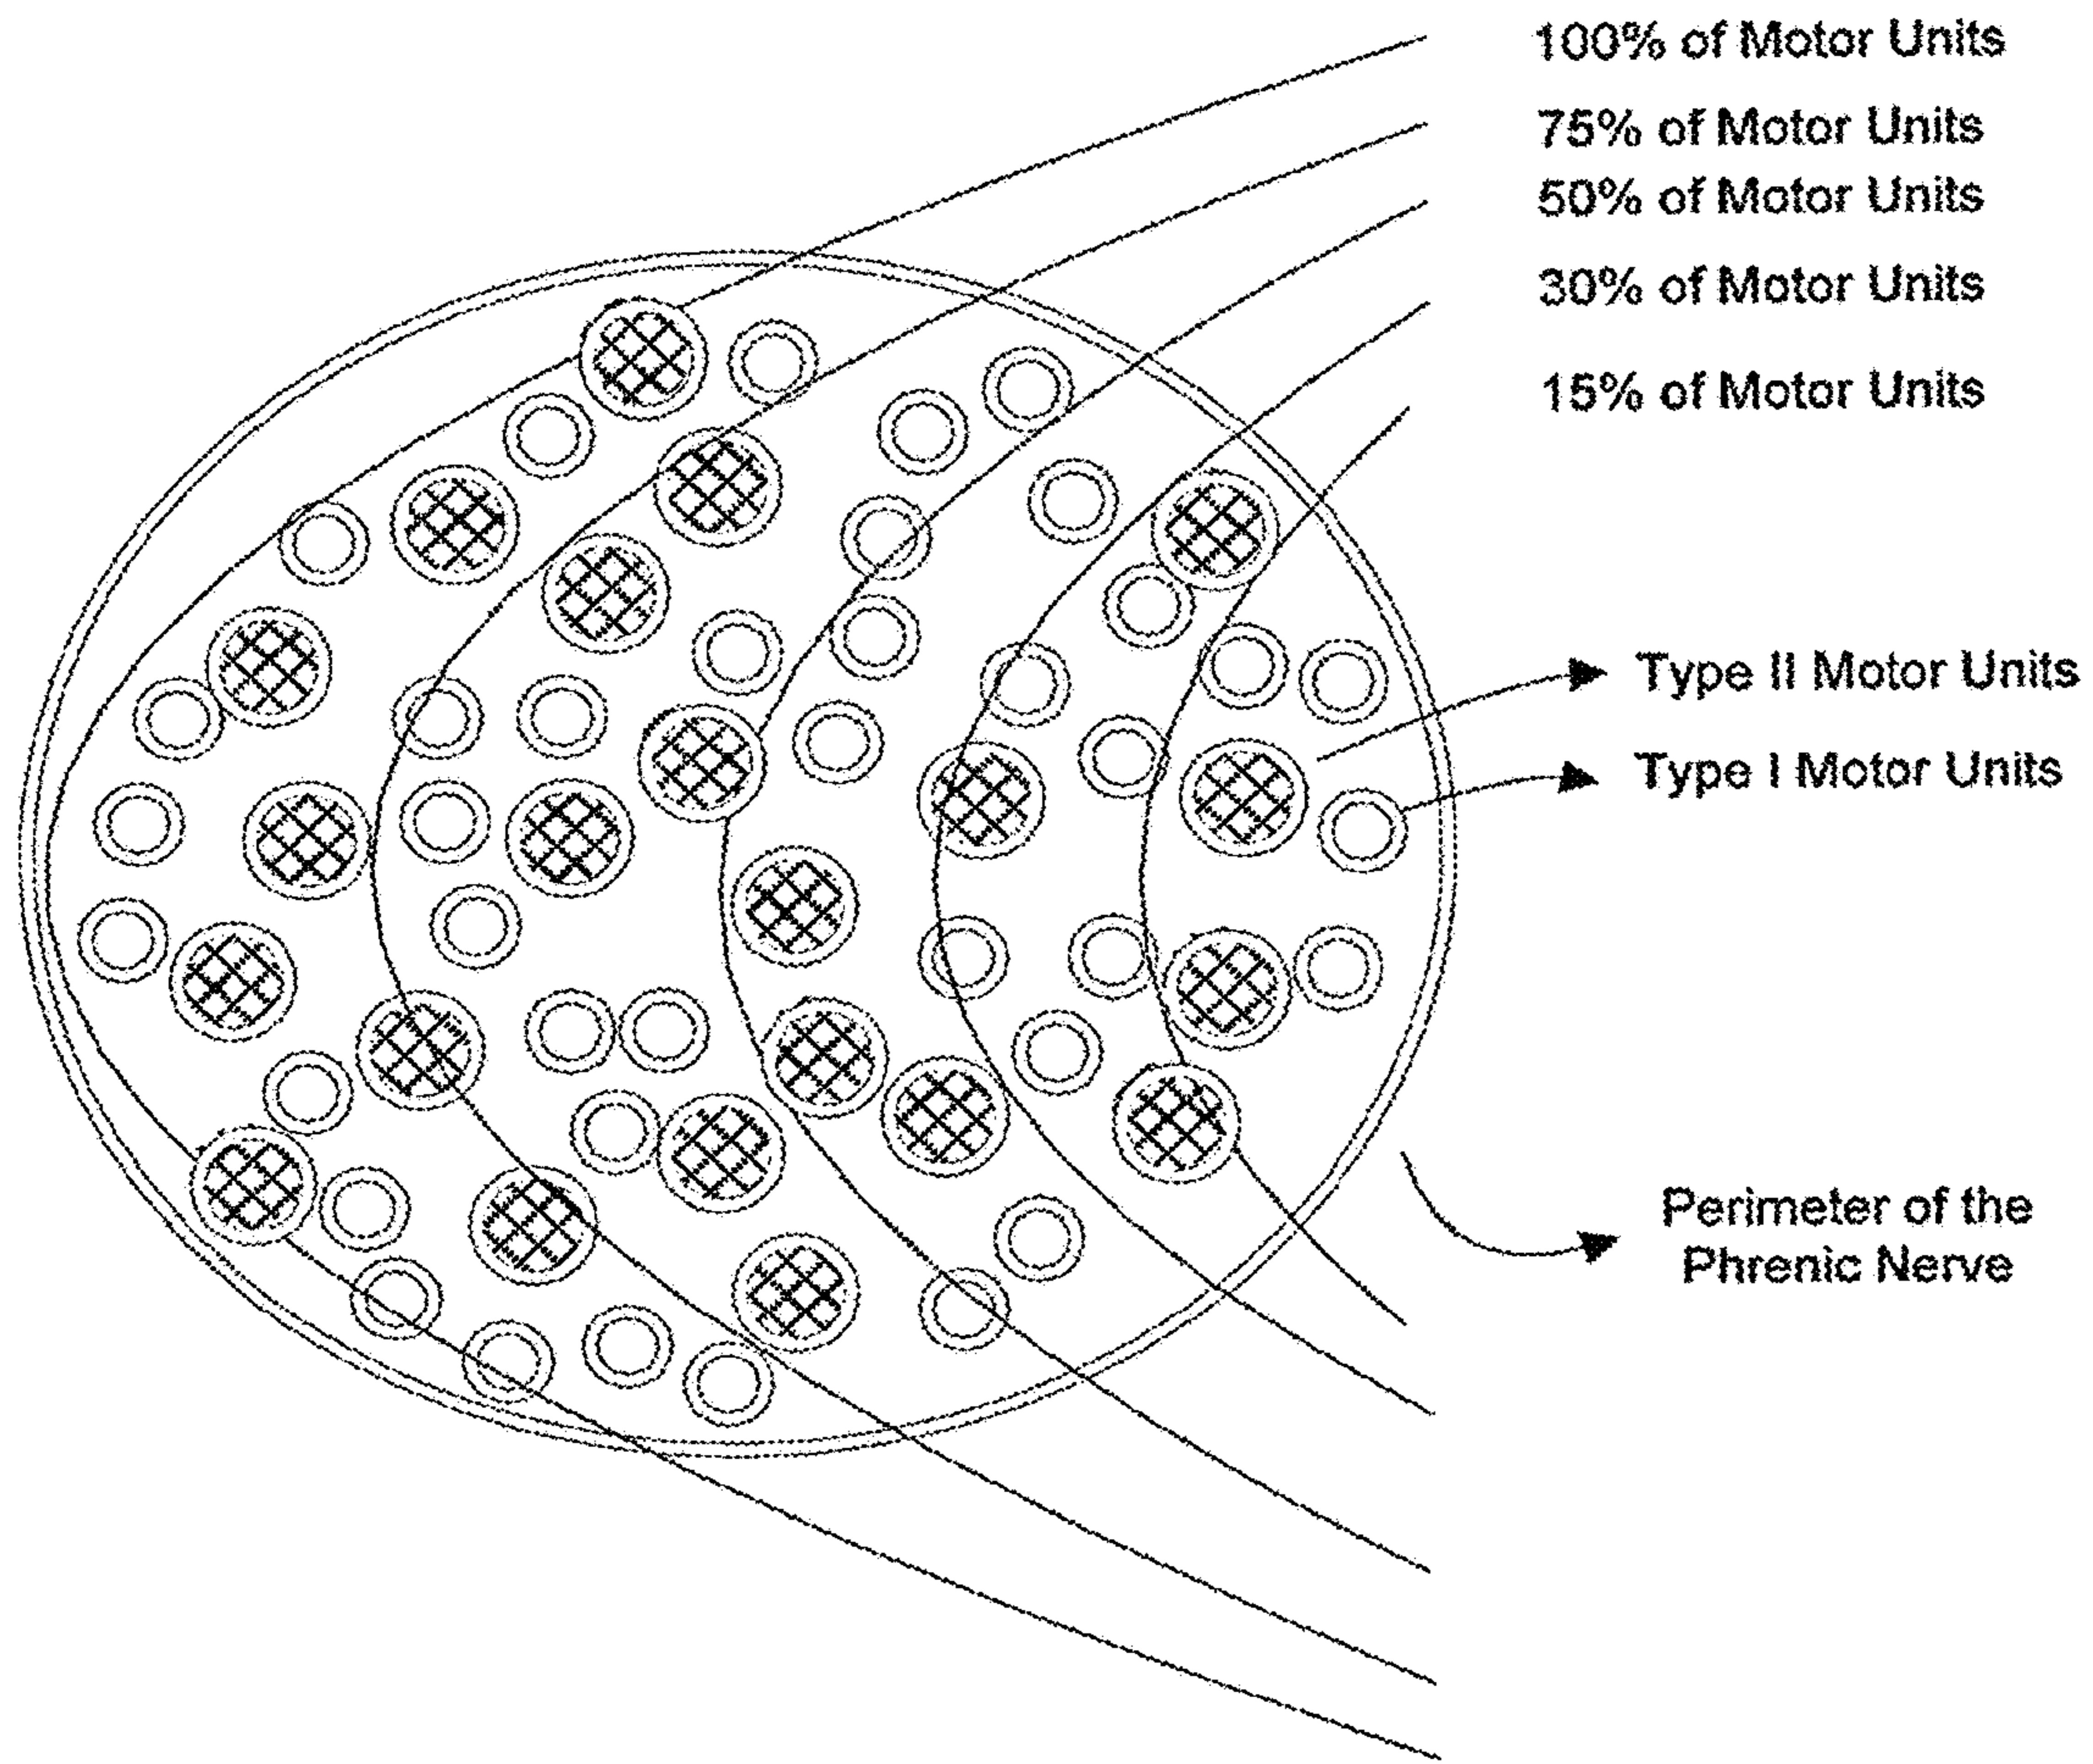 100% of Motor Units
75% of Motor Units
50% of Motor Units
30% of Motor Units
15% of Motor Units
Type II Motor Units
Type I Motor Units
Perimeter of the
Phrenic Nerve